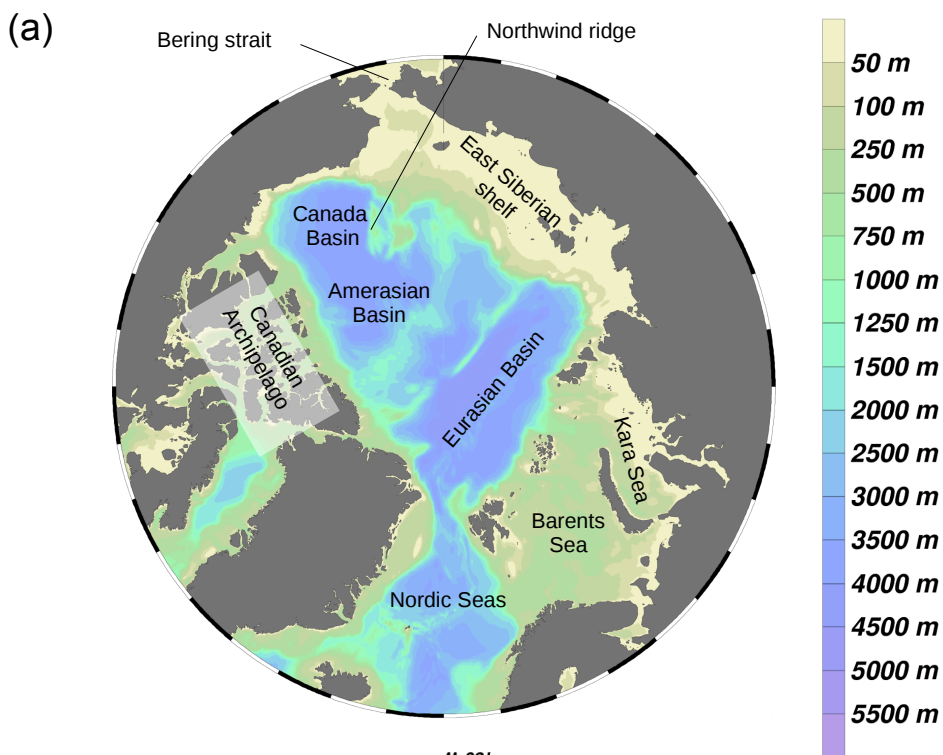 (a)
Bering strait
Northwind ridge
East Siberian
shelf
Canada
Basin
Amerasian
Basin
Canadian
Archipelago
Eurasian Basin
Kara Sea
Barents
Sea
Nordic Seas
50 m
100 m
250 m
500 m
750 m
1000 m
1250 m
1500 m
2000 m
2500 m
3000 m
3500 m
4000 m
4500 m
5000 m
5500 m